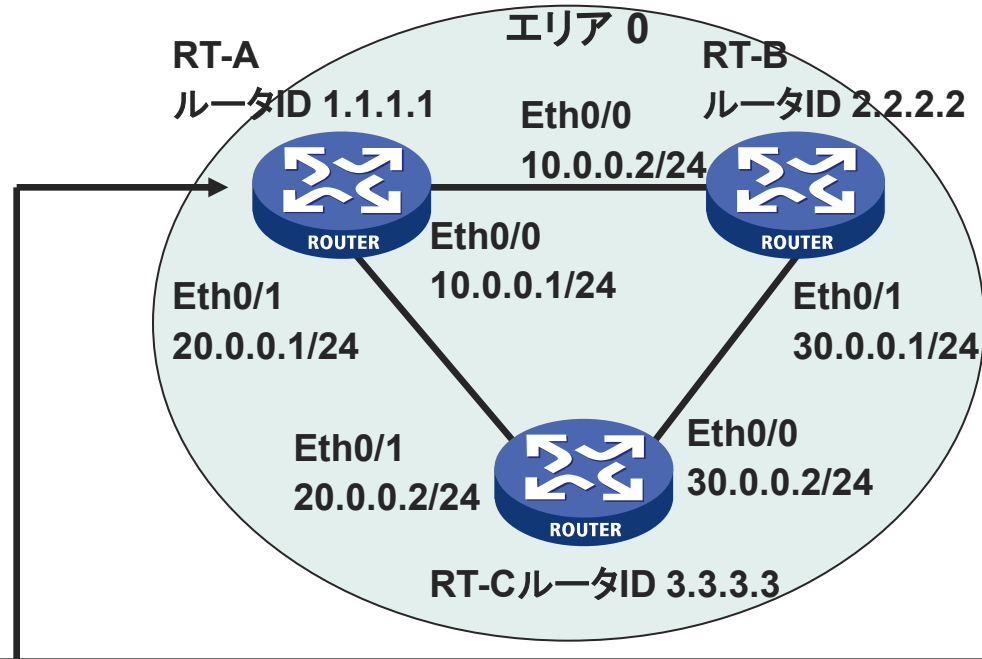 エリア 0
RT-A
ルータID 1.1.1.1
RT-B
ルータID 2.2.2.2
Eth0/0
10.0.0.2/24
ROUTER
ROUTER
Eth0/0
10.0.0.1/24
Eth0/1
20.0.0.1/24
Eth0/1
30.0.0.1/24
Eth0/1
20.0.0.2/24
Eth0/0
30.0.0.2/24
ROUTER
RT-CルータID 3.3.3.3